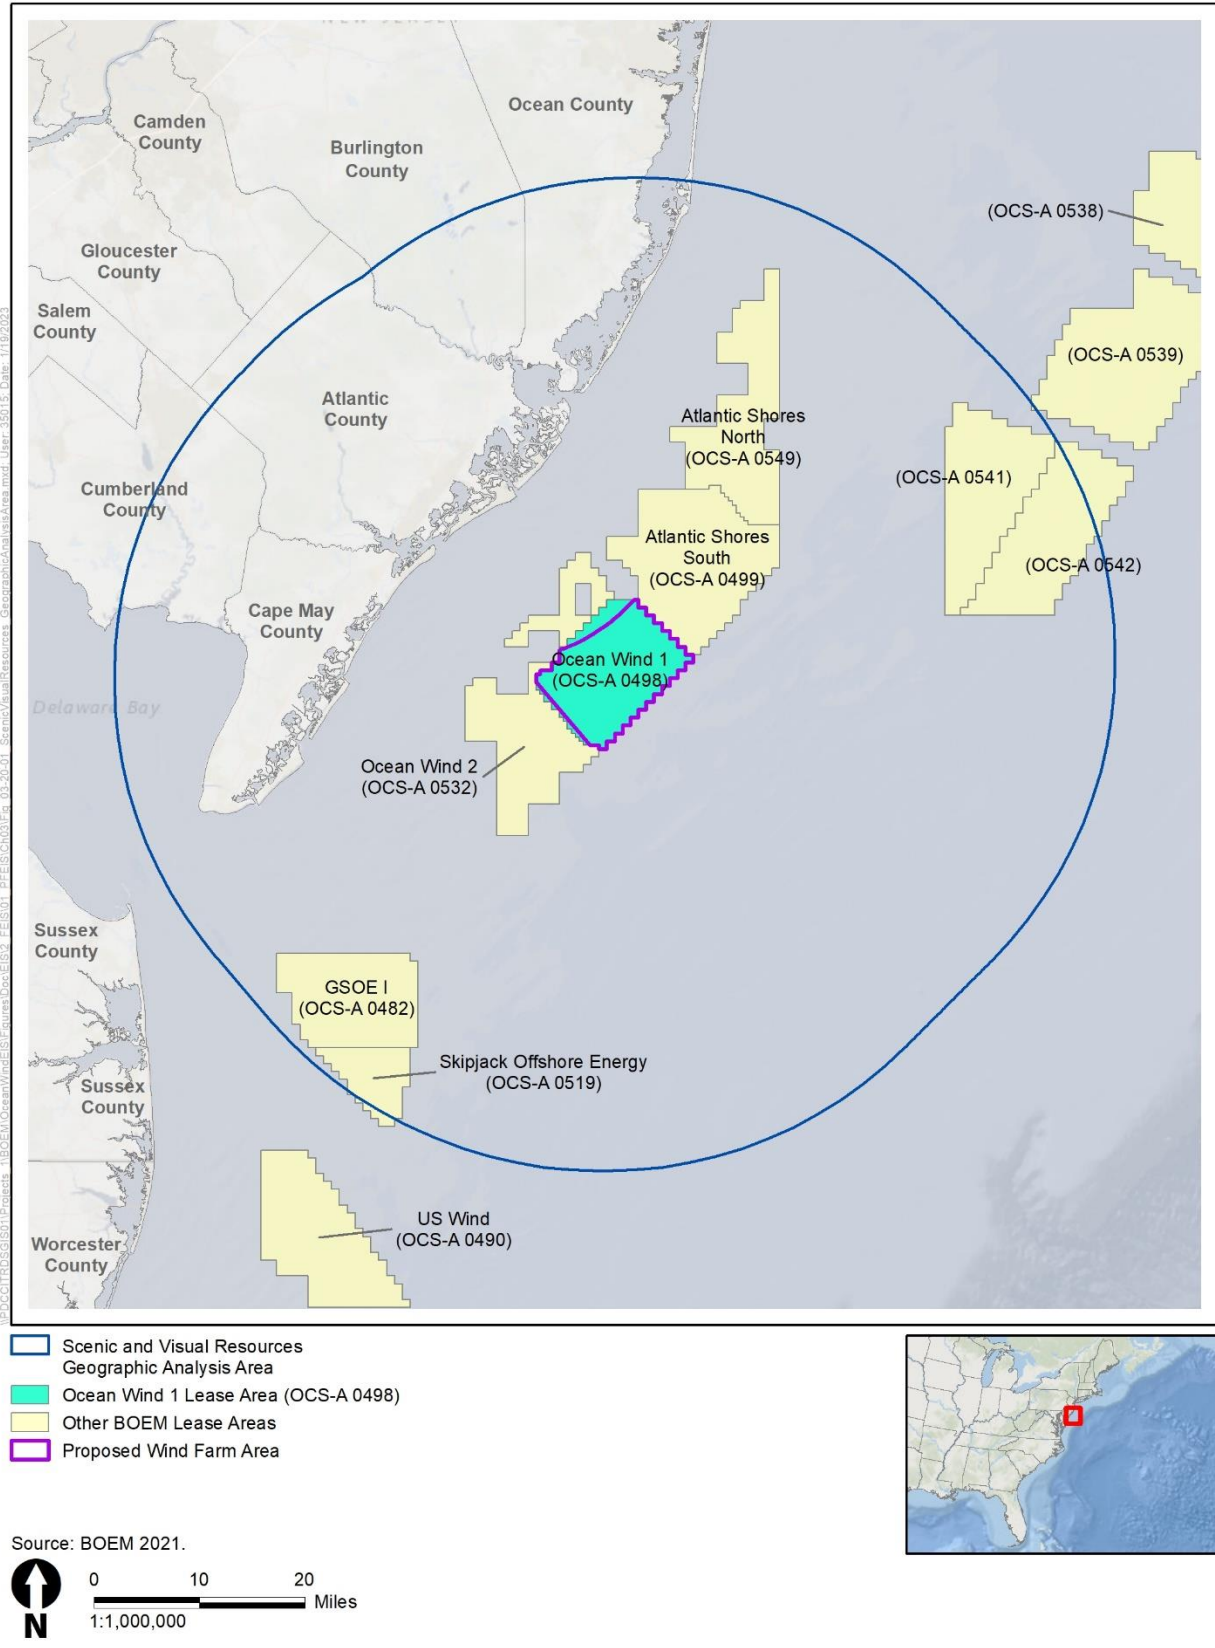 NEW JERSEY
Ocean County
Camden
County
Burlington
County
(OCS-A 0538)
Gloucester
County
Salem
County
(OCS-A 0539)
Atlantic
County
Atlantic Shores
North
(OCS-A 0549)
(OCS-A 0541)
Cumberland
County
Atlantic Shores
South
(OCS-A 0499)
(OCS-A 0542)
Cape May
County
Ocean Wind 1
(OCS-A 0498)
Delaware Bay
Ocean Wind 2
(OCS-A 0532)
Sussex
County
GSOE I
(OCS-A 0482)
Skipjack Offshore Energy
(OCS-A 0519)
Sussex
County
US Wind
(OCS-A 0490)
Worcester
County
Scenic and Visual Resources
Geographic Analysis Area
Ocean Wind 1 Lease Area (OCS-A 0498)
Other BOEM Lease Areas
Proposed Wind Farm Area
Source: BOEM 2021.
N
0 10 20
Miles
1:1,000,000